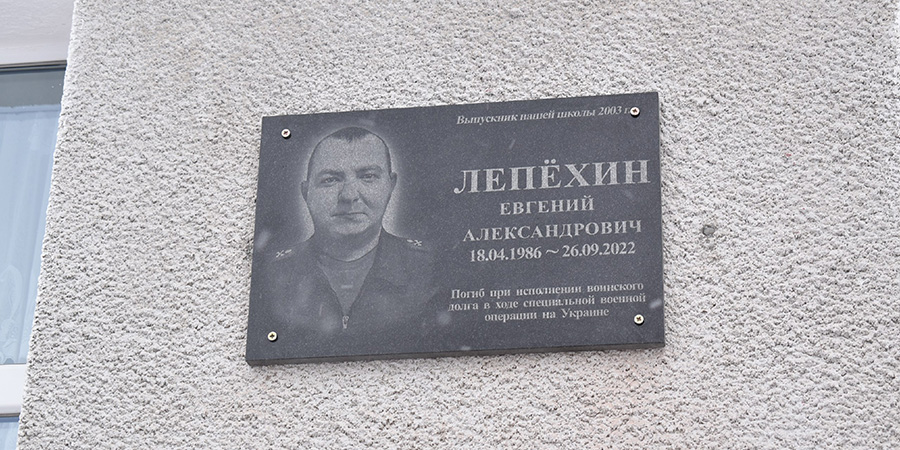 Выпускник нашей школы 2003 г.
ЛЕПЁХИН
ЕВГЕНИЙ
АЛЕКСАНДРОВИЧ
18.04.1986 ~ 26.09.2022
Погиб при исполнении воинского
долга в ходе специальной военной
операции на Украине